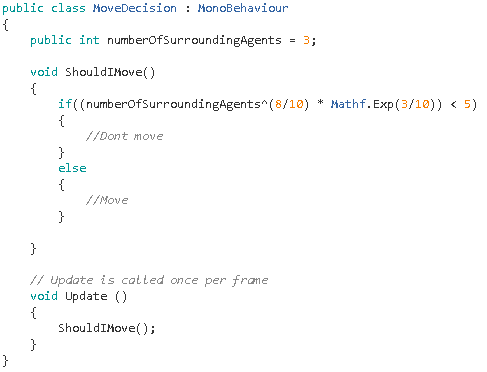 public class MoveDecision : MonoBehaviour
{
    public int numberOfSurroundingAgents = 3;

    void ShouldIMove()
    {
        if((numberOfSurroundingAgents^(8/10) * Mathf.Exp(3/10)) < 5)
        {
            //Dont move
        }
        else
        {
            //Move
        }

    }

    // Update is called once per frame
    void Update ()
    {
        ShouldIMove();
    }
}